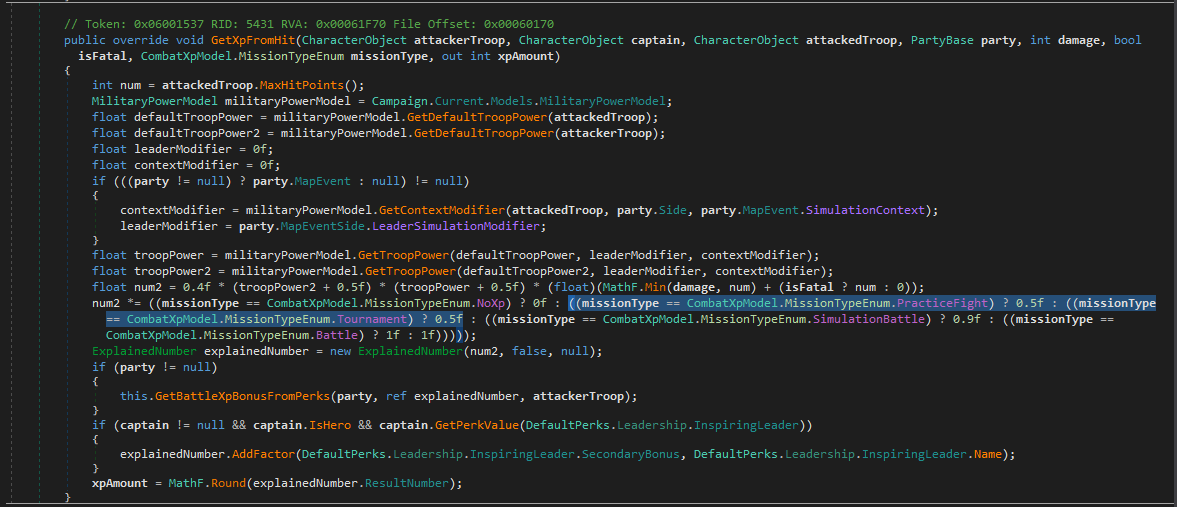 // Token: 0x06001537 RID: 5431 RVA: 0x00061F70 File Offset: 0x00060170
public override void GetXpFromHit(CharacterObject attackerTroop, CharacterObject captain, CharacterObject attackedTroop, PartyBase party, int damage, bool
isFatal, CombatXpModel.MissionTypeEnum missionType, out int xpAmount)
{
int num = attackedTroop.MaxHitPoints();
MilitaryPowerModel militaryPowerModel = Campaign.Current.Models.MilitaryPowerModel;
float defaultTroopPower = militaryPowerModel.GetDefaultTroopPower(attackedTroop);
float defaultTroopPower2 = militaryPowerModel.GetDefaultTroopPower(attackerTroop);
float leaderModifier = 0f;
float contextModifier = 0f;
if (((party != null) ? party.MapEvent : null) != null)
{
contextModifier = militaryPowerModel.GetContextModifier(attackedTroop, party.Side, party.MapEvent.SimulationContext);
leaderModifier = party.MapEventSide.LeaderSimulationModifier;
}
float troopPower = militaryPowerModel.GetTroopPower(defaultTroopPower, leaderModifier, contextModifier);
float troopPower2 = militaryPowerModel.GetTroopPower(defaultTroopPower2, leaderModifier, contextModifier);
float num2 = 0.4f * (troopPower2 + 0.5f) * (troopPower + 0.5f) * (float)(MathF.Min(damage, num) + (isFatal ? num : 0));
num2 *= ((missionType == CombatXpModel.MissionTypeEnum.NoXp) ? 0f : ((missionType == CombatXpModel.MissionTypeEnum.PracticeFight) ? 0.5f : ((missionType
== CombatXpModel.MissionTypeEnum.Tournament) ? 0.5f : ((missionType == CombatXpModel.MissionTypeEnum.SimulationBattle) ? 0.9f : ((missionType ==
CombatXpModel.MissionTypeEnum.Battle) ? 1f : 1f)))));
ExplainedNumber explainedNumber = new ExplainedNumber(num2, false, null);
if (party != null)
{
this.GetBattleXpBonusFromPerks(party, ref explainedNumber, attackerTroop);
}
if (captain != null && captain.IsHero && captain.GetPerkValue(DefaultPerks.Leadership.InspiringLeader))
{
explainedNumber.AddFactor(DefaultPerks.Leadership.InspiringLeader.SecondaryBonus, DefaultPerks.Leadership.InspiringLeader.Name);
}
xpAmount = MathF.Round(explainedNumber.ResultNumber);
}